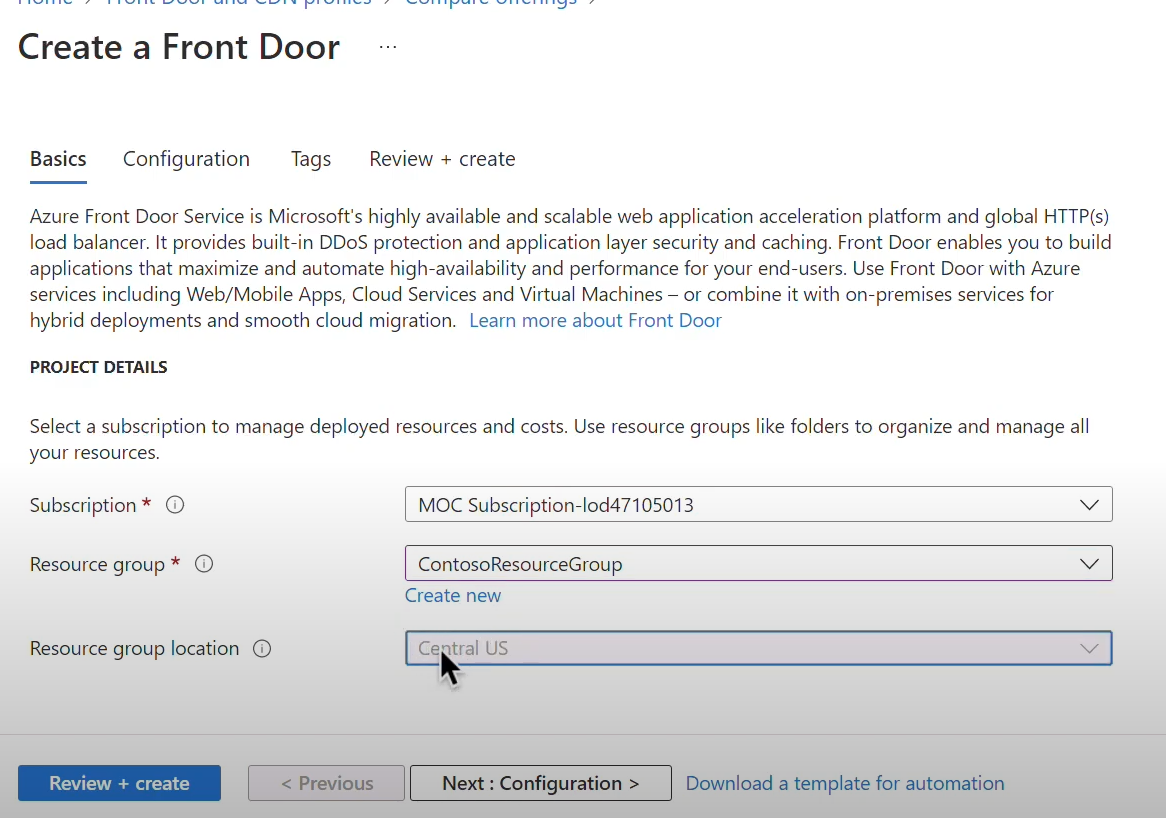 Home > Front Door and CDN profiles > Compare offerings >
Create a Front Door ...
Basics Configuration Tags Review + create
Azure Front Door Service is Microsoft's highly available and scalable web application acceleration platform and global HTTP(s)
load balancer. It provides built-in DDoS protection and application layer security and caching. Front Door enables you to build
applications that maximize and automate high-availability and performance for your end-users. Use Front Door with Azure
services including Web/Mobile Apps, Cloud Services and Virtual Machines – or combine it with on-premises services for
hybrid deployments and smooth cloud migration. Learn more about Front Door
PROJECT DETAILS
Select a subscription to manage deployed resources and costs. Use resource groups like folders to organize and manage all
your resources.
Subscription * MOC Subscription-lod47105013
Resource group * ContosoResourceGroup
Create new
Resource group location Central US
Review + create < Previous Next : Configuration > Download a template for automation